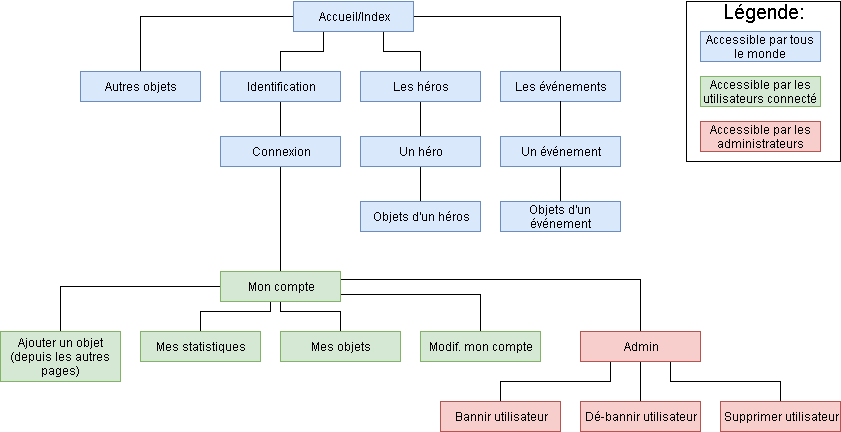 Accueil/Index
Légende:
Accessible par tous
le monde
Accessible par les
utilisateurs connecté
Accessible par les
administrateurs
Autres objets
Identification
Les héros
Les événements
Connexion
Un héro
Un événement
Objets d'un héros
Objets d'un
événement
Mon compte
Ajouter un objet
(depuis les autres
pages)
Mes statistiques
Mes objets
Modif. mon compte
Admin
Bannir utilisateur
Dé-bannir utilisateur
Supprimer utilisateur